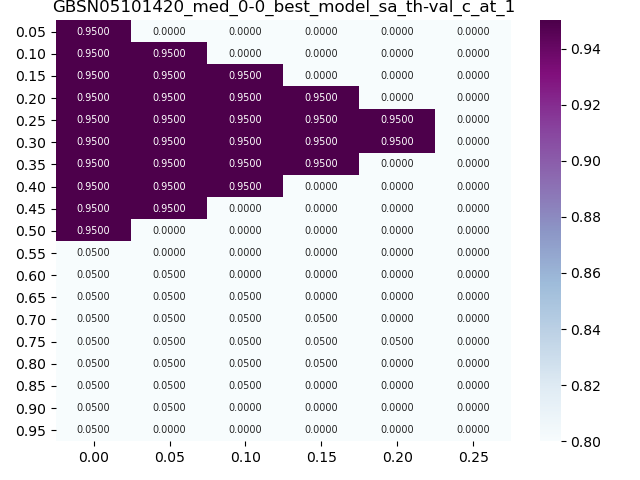 GBSN05101420_med_0-0_best_model_sa_th-val_c_at_1
0.05 0.9500 0.0000 0.0000 0.0000 0.0000 0.0000
0.10 0.9500 0.9500 0.0000 0.0000 0.0000 0.0000
0.15 0.9500 0.9500 0.9500 0.0000 0.0000 0.0000
0.20 0.9500 0.9500 0.9500 0.9500 0.0000 0.0000
0.25 0.9500 0.9500 0.9500 0.9500 0.9500 0.0000
0.30 0.9500 0.9500 0.9500 0.9500 0.9500 0.0000
0.35 0.9500 0.9500 0.9500 0.9500 0.0000 0.0000
0.40 0.9500 0.9500 0.9500 0.0000 0.0000 0.0000
0.45 0.9500 0.9500 0.0000 0.0000 0.0000 0.0000
0.50 0.9500 0.0000 0.0000 0.0000 0.0000 0.0000
0.55 0.0500 0.0000 0.0000 0.0000 0.0000 0.0000
0.60 0.0500 0.0500 0.0000 0.0000 0.0000 0.0000
0.65 0.0500 0.0500 0.0500 0.0000 0.0000 0.0000
0.70 0.0500 0.0500 0.0500 0.0500 0.0000 0.0000
0.75 0.0500 0.0500 0.0500 0.0500 0.0500 0.0000
0.80 0.0500 0.0500 0.0500 0.0500 0.0000 0.0000
0.85 0.0500 0.0500 0.0500 0.0500 0.0000 0.0000
0.90 0.0500 0.0500 0.0000 0.0000 0.0000 0.0000
0.95 0.0500 0.0000 0.0000 0.0000 0.0000 0.0000
0.00 0.05 0.10 0.15 0.20 0.25
0.94
0.92
0.90
0.88
0.86
0.84
0.82
0.80